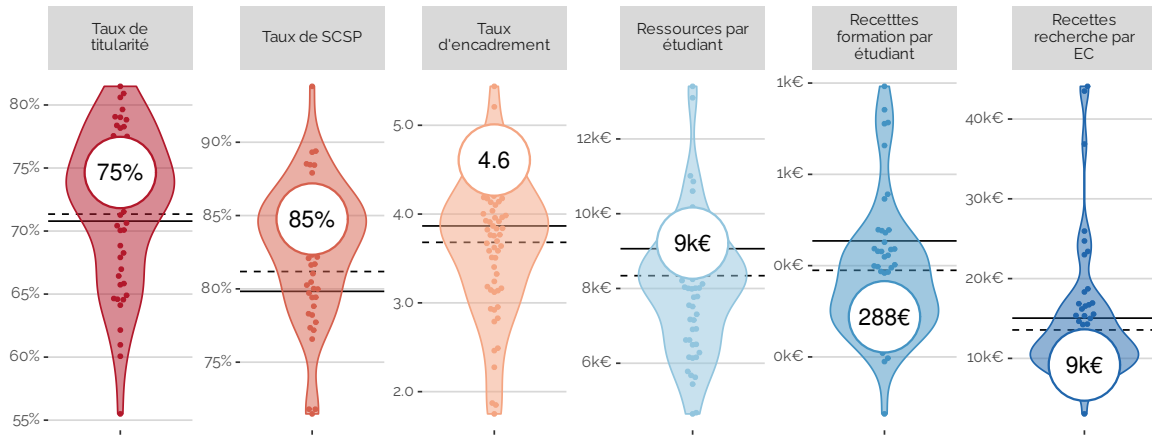 Taux de
titularité
Taux de SCSP
Taux
d'encadrement
Ressources par
étudiant
Recetttes
formation par
étudiant
Recettes
recherche par
EC
80%
75%
70%
65%
60%
55%
75%
90%
85%
80%
75%
85%
5.0
4.0
3.0
2.0
4.6
12k€
10k€
8k€
6k€
9k€
1k€
1k€
0k€
0k€
288€
40k€
30k€
20k€
10k€
9k€